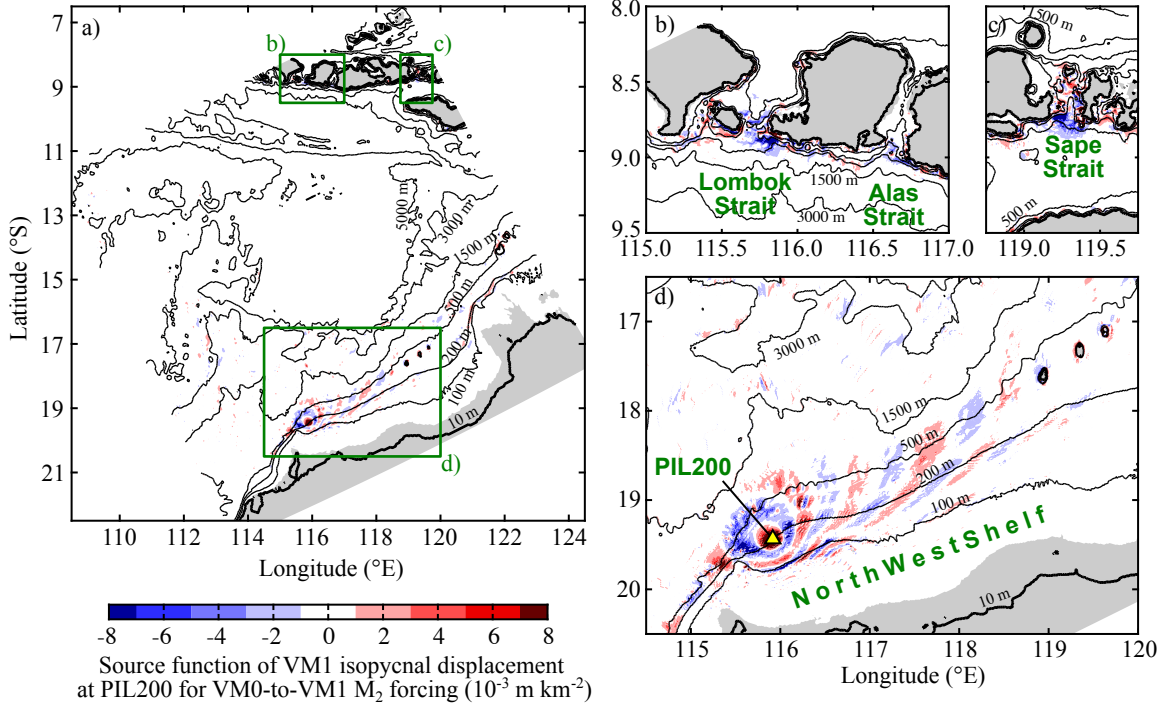 a)
b)
c)
d)
7
9
11
13
15
17
19
21
Latitude (°S)
110
112
114
116
118
120
122
124
Longitude (°E)
5000 m
3000 m
1500 m
500 m
200 m
100 m
10 m
-8 -6 -4 -2 0 2 4 6 8
Source function of VM1 isopycnal displacement
at PIL200 for VM0-to-VM1 M2 forcing (10-3 m km-2)
b)
8.0
8.5
9.0
9.5
115.0 115.5 116.0 116.5 117.0
Lombok
Strait
Alas
Strait
1500 m
3000 m
c)
500 m
Sape
Strait
500 m
119.0 119.5
d)
17
18
19
20
3000 m
1500 m
500 m
200 m
100 m
10 m
PIL200
NorthWestShelf
115 116 117 118 119 120
Longitude (°E)